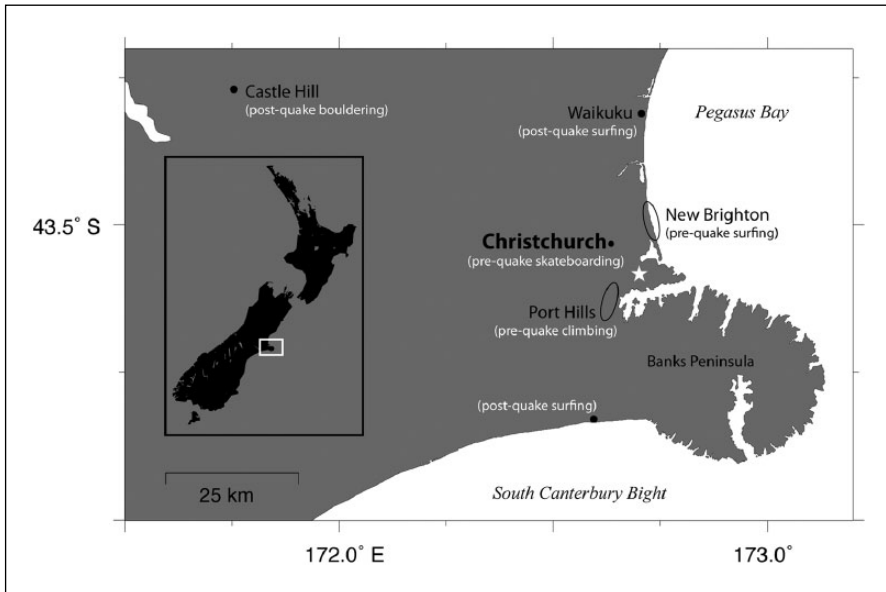 Castle Hill
(post-quake bouldering)
Waikuku
(post-quake surfing)
Pegasus Bay
43.5° S
New Brighton
(pre-quake surfing)
Christchurch
(pre-quake skateboarding)
Port Hills
(pre-quake climbing)
Banks Peninsula
(post-quake surfing)
25 km
South Canterbury Bight
172.0° E
173.0°